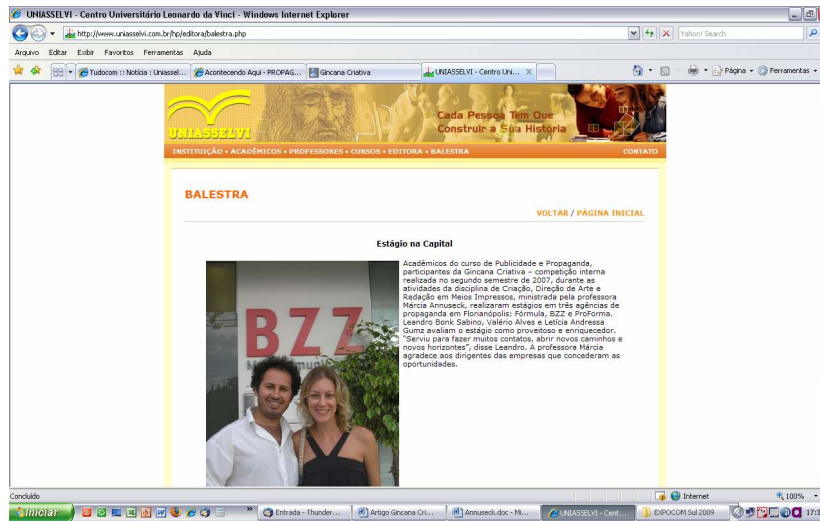 UNIASSELVI - Centro Universitário Leonardo da Vinci - Windows Internet Explorer
http://www.uniasselvi.com.br/hp/editora/balestra.php
Yahoo! Search
Arquivo Editar Exibir Favoritos Ferramentas Ajuda
Tudocom :: Notícia : Uniassel... Acontecendo Aqui - PROPAG... Gincana Criativa UNIASSELVI - Centro Uni... X Página Ferramentas
UNIASSELVI
Cada Pessoa Tem Que
Construir a Sua História
INSTITUIÇÃO • ACADÊMICOS • PROFESSORES • CURSOS • EDITORA • BALESTRA CONTATO
BALESTRA
VOLTAR / PÁGINA INICIAL
Estágio na Capital
Acadêmicos do curso de Publicidade e Propaganda,
participantes da Gincana Criativa – competição interna
realizada no segundo semestre de 2007, durante as
atividades da disciplina de Criação, Direção de Arte e
Redação em Meios Impressos, ministrada pela professora
Márcia Annuseck, realizaram estágios em três agências de
propaganda em Florianópolis: Fórmula, BZZ e ProForma.
Leandro Bonk Sabino, Valério Alves e Letícia Andressa
Gumz avaliam o estágio como proveitoso e enriquecedor.
"Serviu para fazer muitos contatos, abrir novos caminhos e
novos horizontes", disse Leandro. A professora Márcia
agradece aos dirigentes das empresas que concederam as
oportunidades.
BZZ
Concluído Internet 100%
Iniciar Entrada - Thunder... Artigo Gincana Cri... Annuseck.doc - Mi... UNIASSELVI - Cent... EXPOCOM Sul 2009